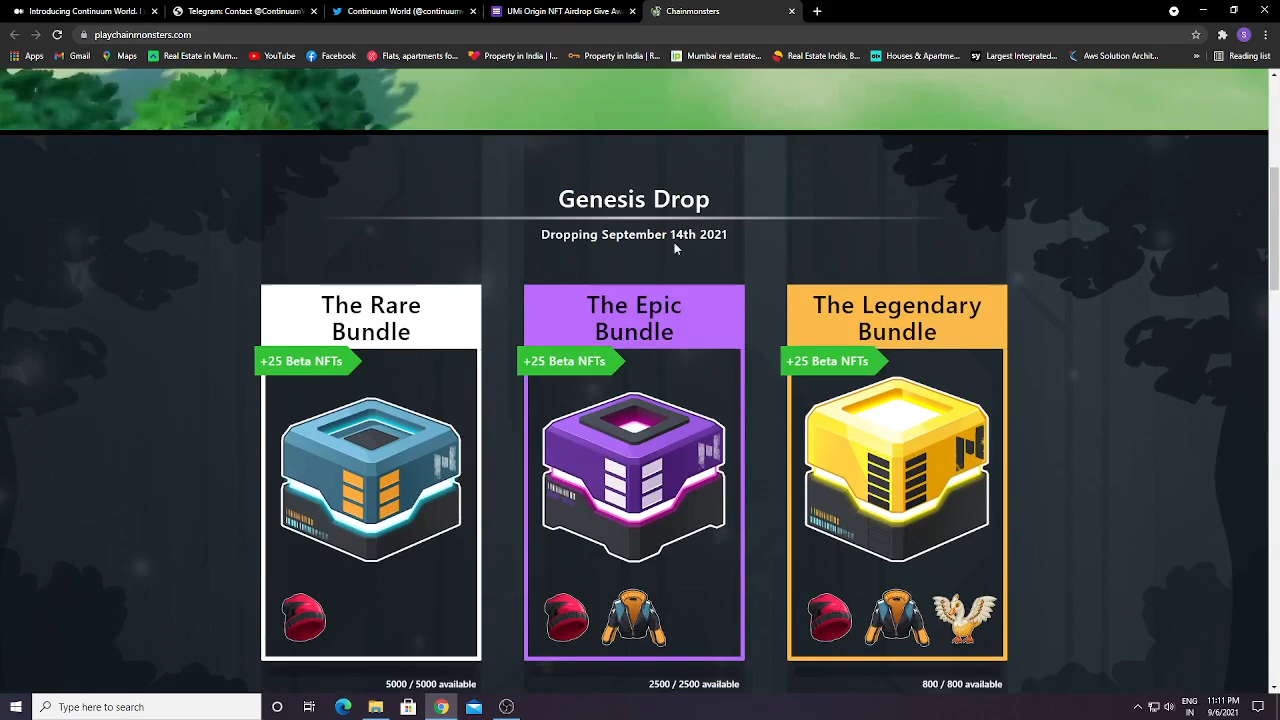 Introducing Continuum World. (
Telegram: Contact @ContinuumV
Continuum World (@continuumw
UMi Origin NFT Airdrop Give Awa
Chainmonsters
playchainmonsters.com
S
Apps
Gmail
Maps
Real Estate in Mum...
YouTube
Facebook
Flats, apartments fo...
Property in India | I...
Property in India | R...
Mumbai real estate...
Real Estate India, B...
Houses & Apartme...
Largest Integrated...
Aws Solution Archit...
Reading list
Genesis Drop
Dropping September 14th 2021
The Rare
Bundle
+25 Beta NFTs
5000 / 5000 available
The Epic
Bundle
+25 Beta NFTs
2500 / 2500 available
The Legendary
Bundle
+25 Beta NFTs
800 / 800 available
Type here to search
ENG
IN
11:11 PM
9/6/2021